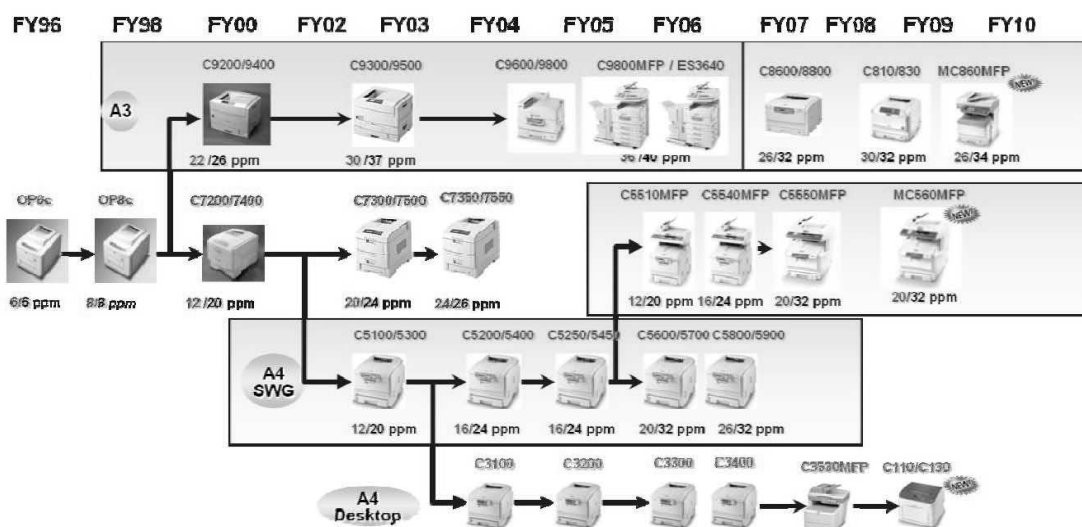 FY96 FY98 FY00 FY02 FY03 FY04 FY05 FY06 FY07 FY08 FY09 FY10
C9200/9400 C9300/9500 C9600/9800 C9800MFP / ES3640 C8600/8800 C810/830 MC860MFP
NEW!
A3
22 /26 ppm 30 /37 ppm 36/40 ppm 26/32 ppm 30/32 ppm 26/34 ppm
OP6c OP8c C7200/7400 C7300/7500 C7350/7550 C5510MFP C5540MFP C5550MFP MC560MFP
NEW!
6/6 ppm 8/8 ppm 12 /20 ppm 20/24 ppm 24/26 ppm 12/20 ppm 16/24 ppm 20/32 ppm 20/32 ppm
C5100/5300 C5200/5400 C5250/5450 C5600/5700 C5800/5900
A4
SWG
12/20 ppm 16/24 ppm 16/24 ppm 20/32 ppm 26/32 ppm
C3100 C3200 C3300 C3400 C3530MFP C110/C130
NEW!
A4
Desktop